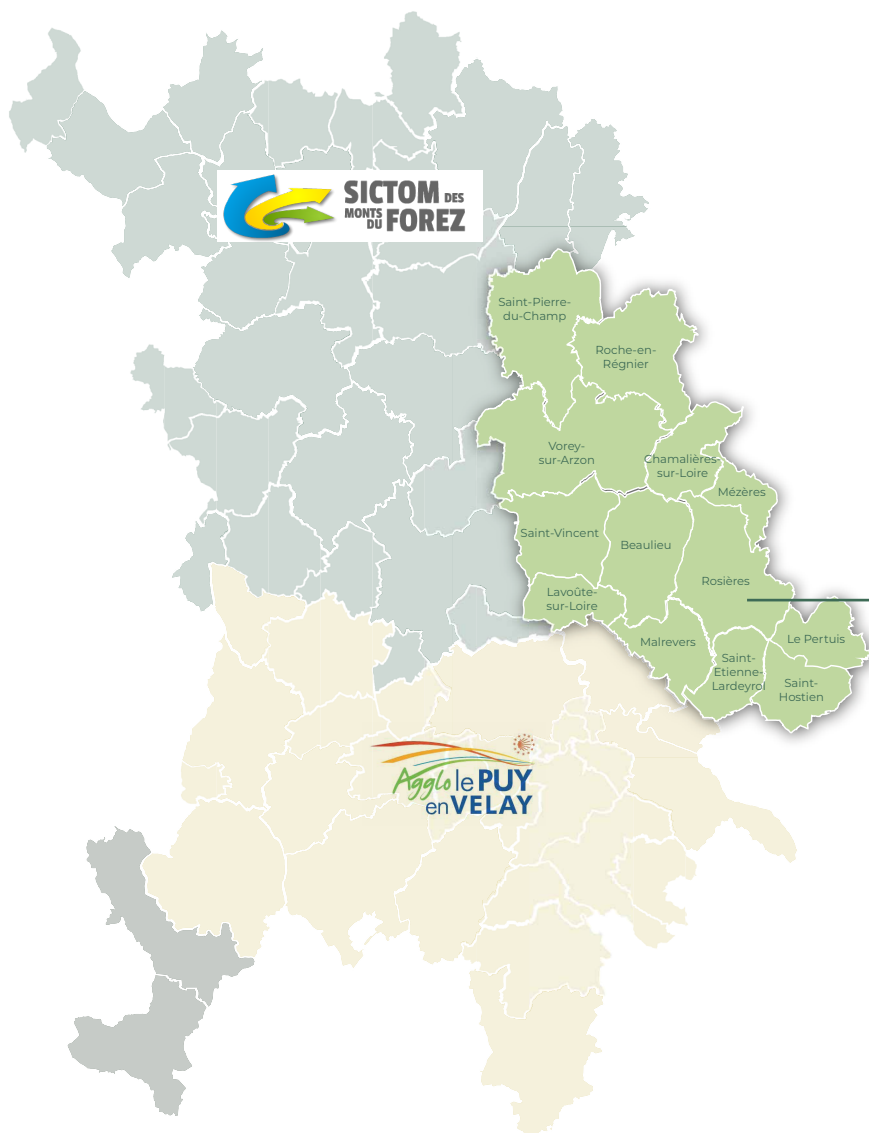 SICTOM DES
MONTS
DU FOREZ
Saint-Pierre-
du-Champ
Roche-en-
Régnier
Vorey-
sur-Arzon
Chamalières-
sur-Loire
Mézères
Saint-Vincent
Beaulieu
Rosières
Lavoûte-
sur-Loire
Malrevers
Le Pertuis
Saint-
Etienne-
Lardeyrol
Saint-
Hostien
Agglo le PUY
en VELAY